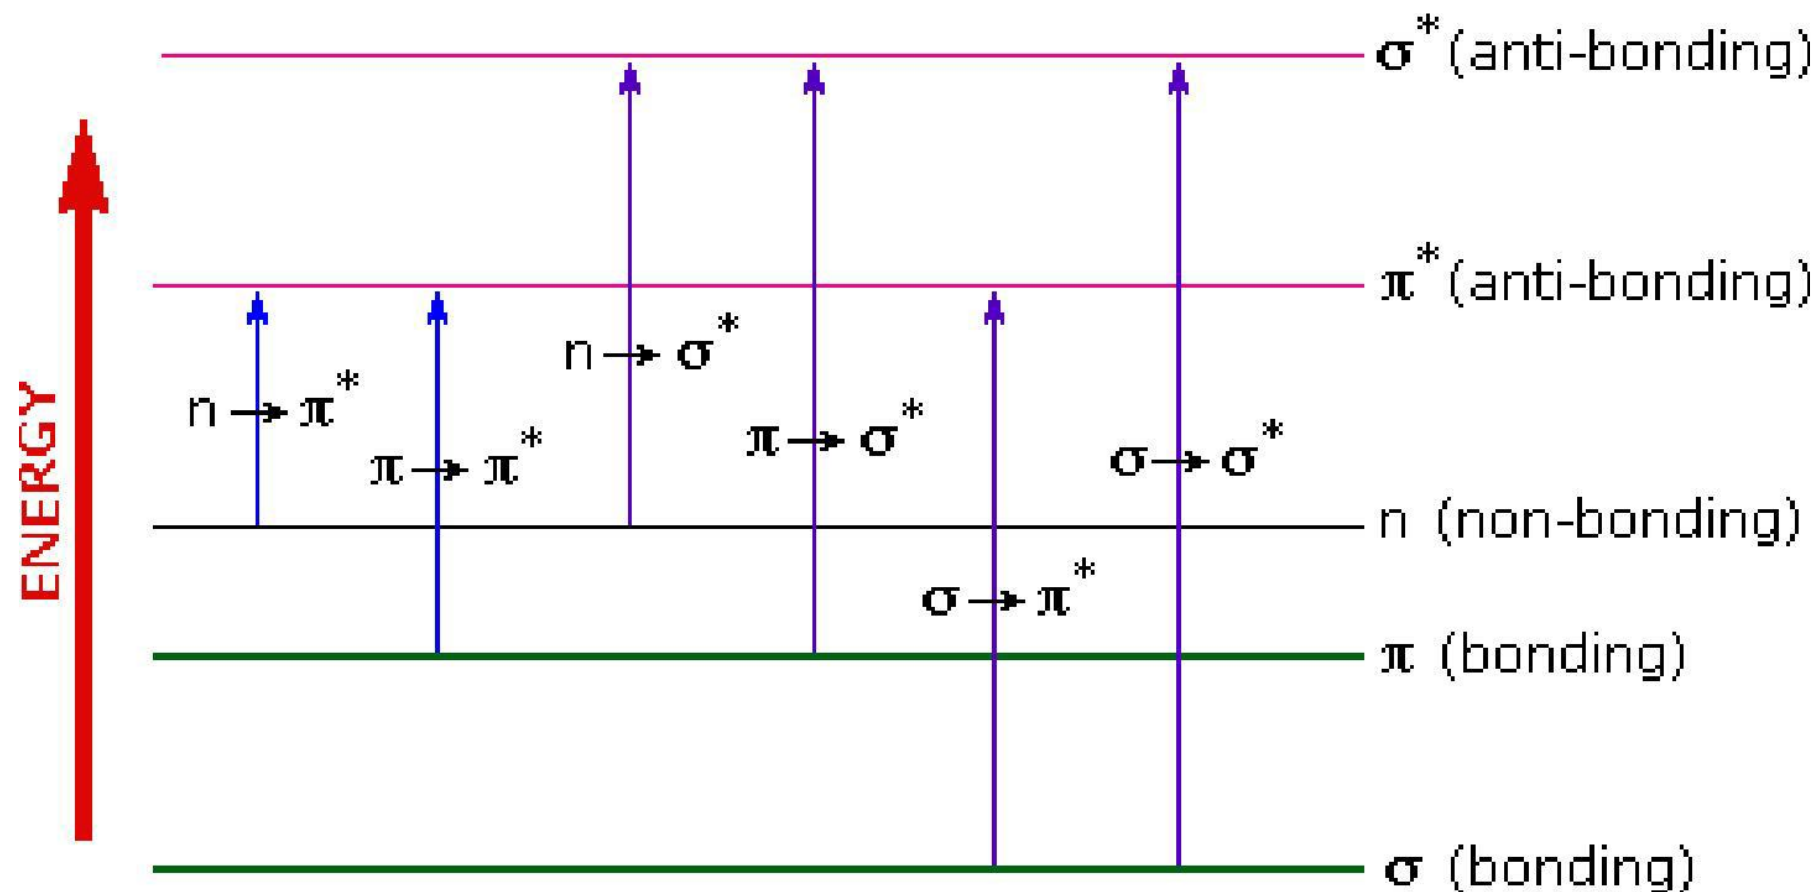 σ* (anti-bonding)
π* (anti-bonding)
n → σ*
n → π*
π → σ*
π → π*
σ → σ*
ENERGY
n (non-bonding)
σ → π*
π (bonding)
σ (bonding)